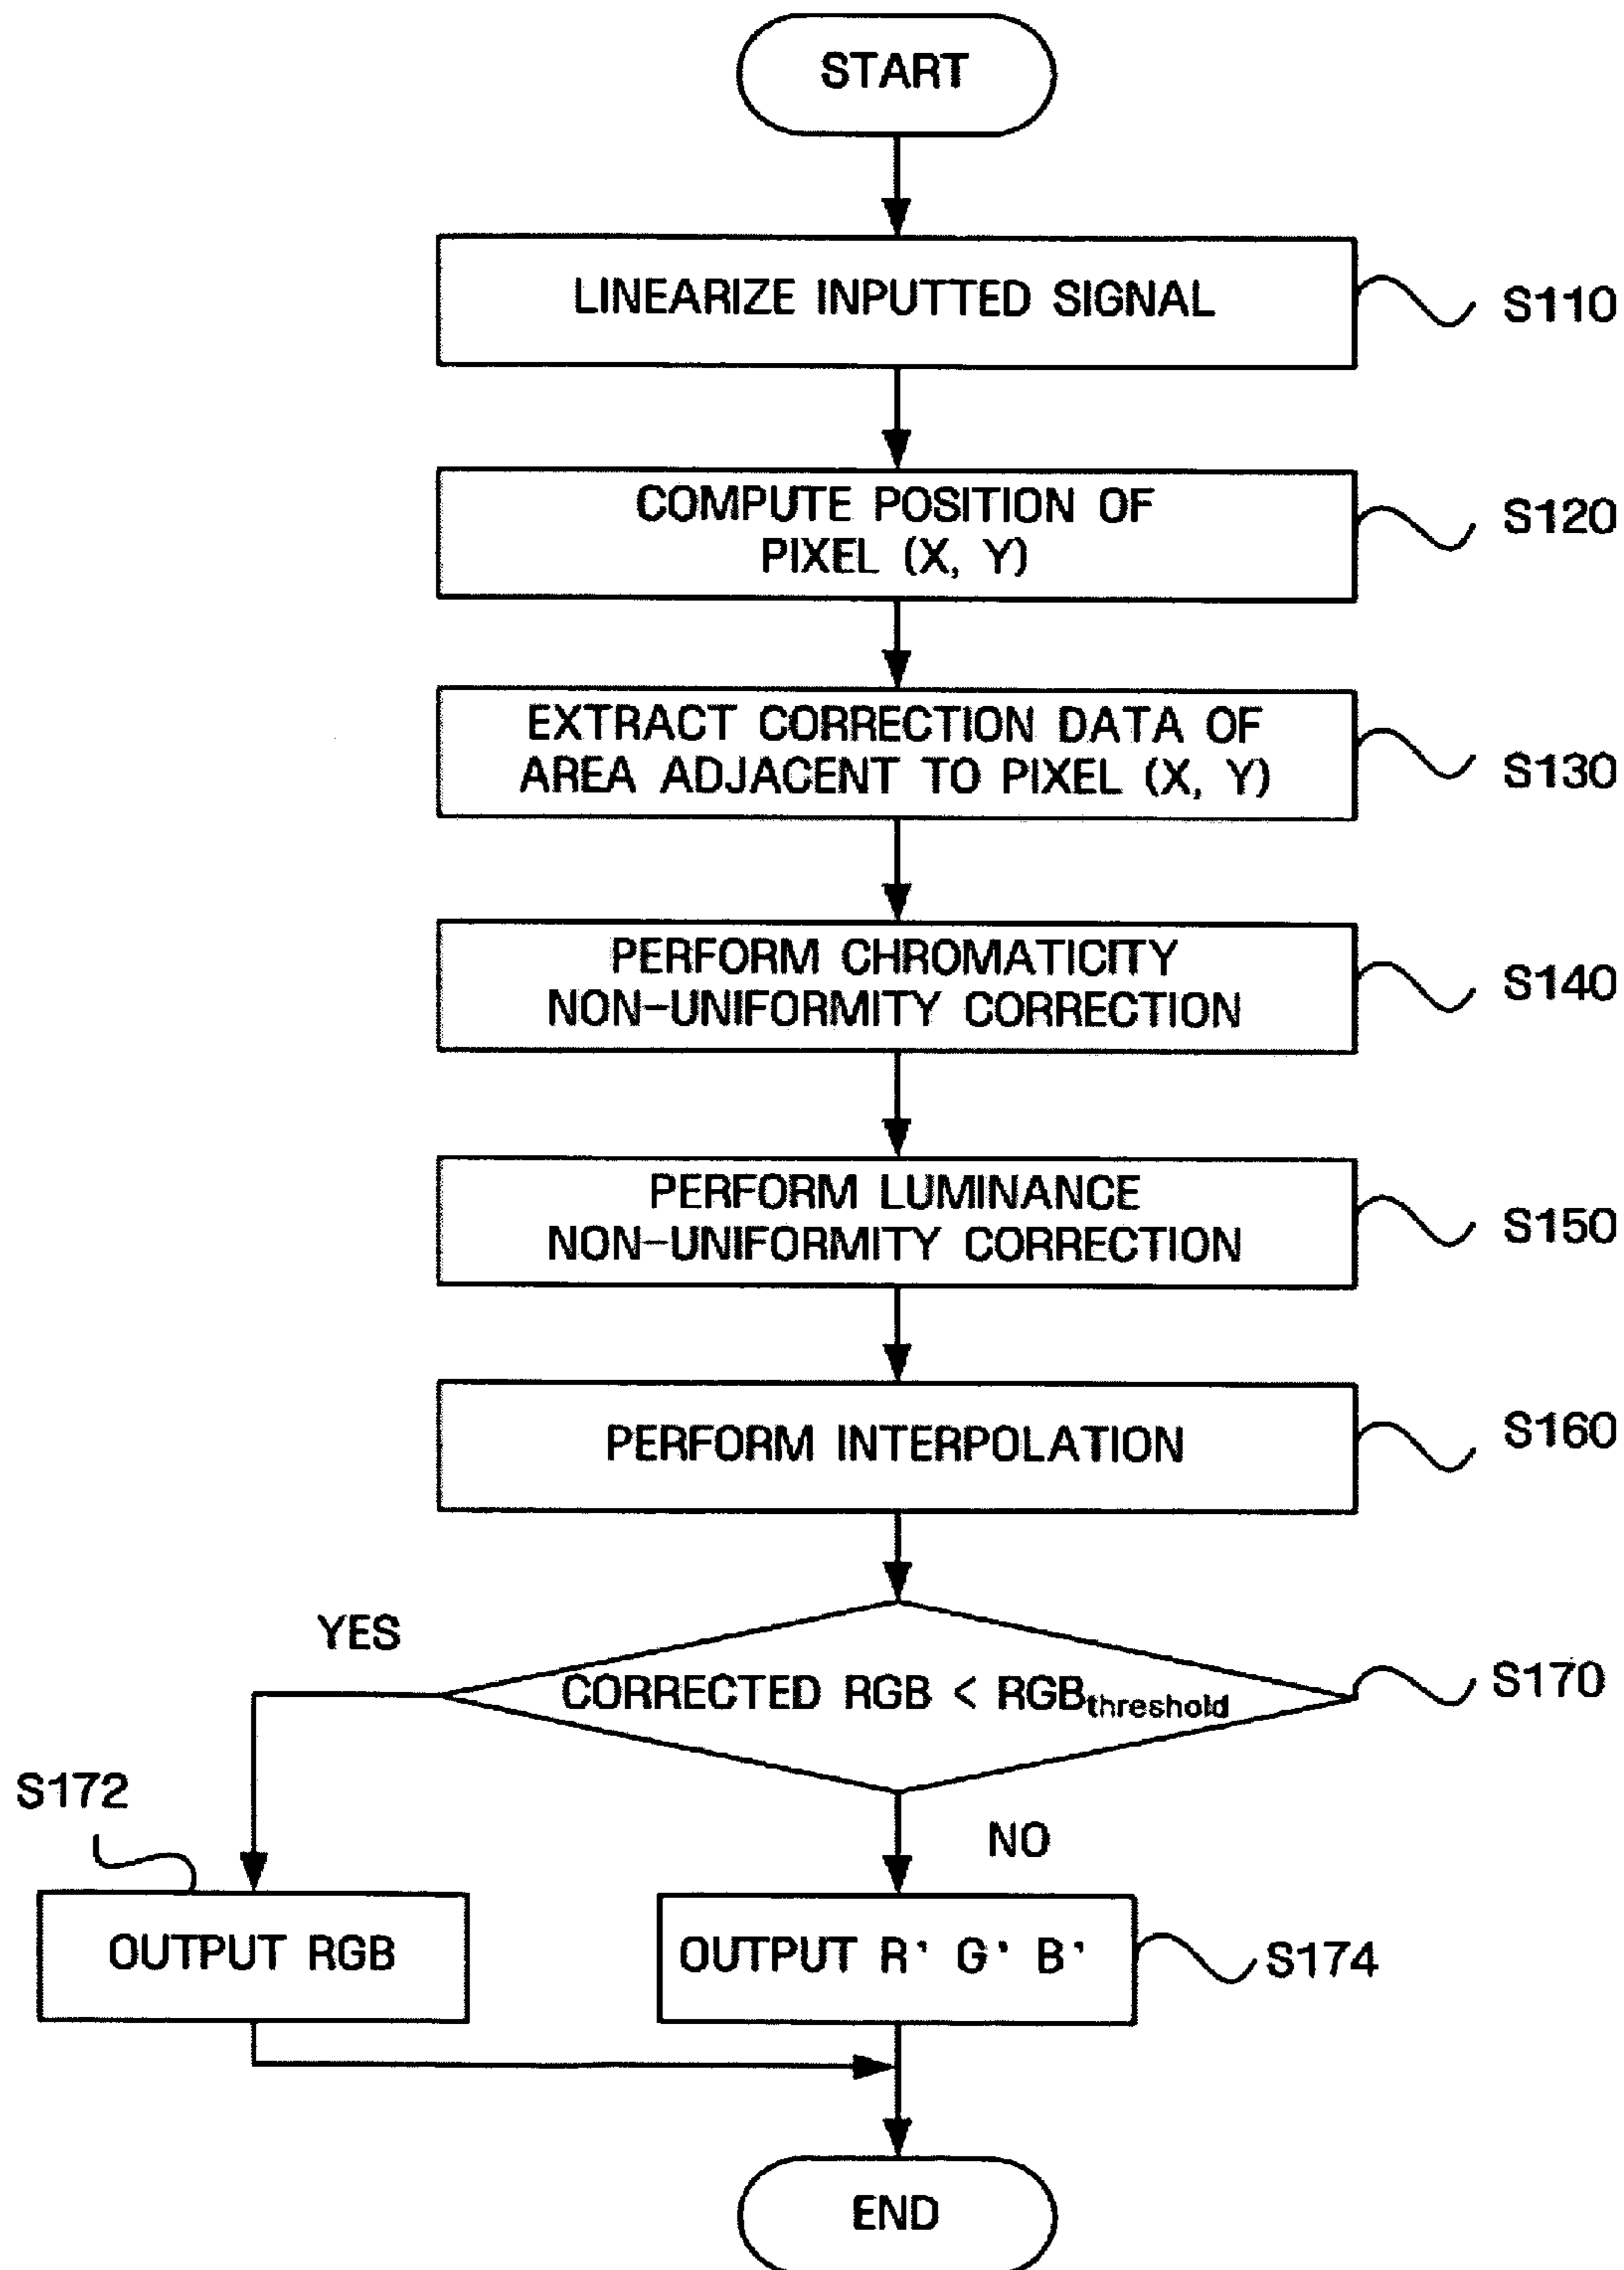 START
LINEARIZE INPUTTED SIGNAL
S110
COMPUTE POSITION OF
PIXEL (X, Y)
S120
EXTRACT CORRECTION DATA OF
AREA ADJACENT TO PIXEL (X, Y)
S130
PERFORM CHROMATICITY
NON-UNIFORMITY CORRECTION
S140
PERFORM LUMINANCE
NON-UNIFORMITY CORRECTION
S150
PERFORM INTERPOLATION
S160
YES
CORRECTED RGB < RGBthreshold
S170
S172
NO
OUTPUT RGB
OUTPUT R' G' B'
S174
END